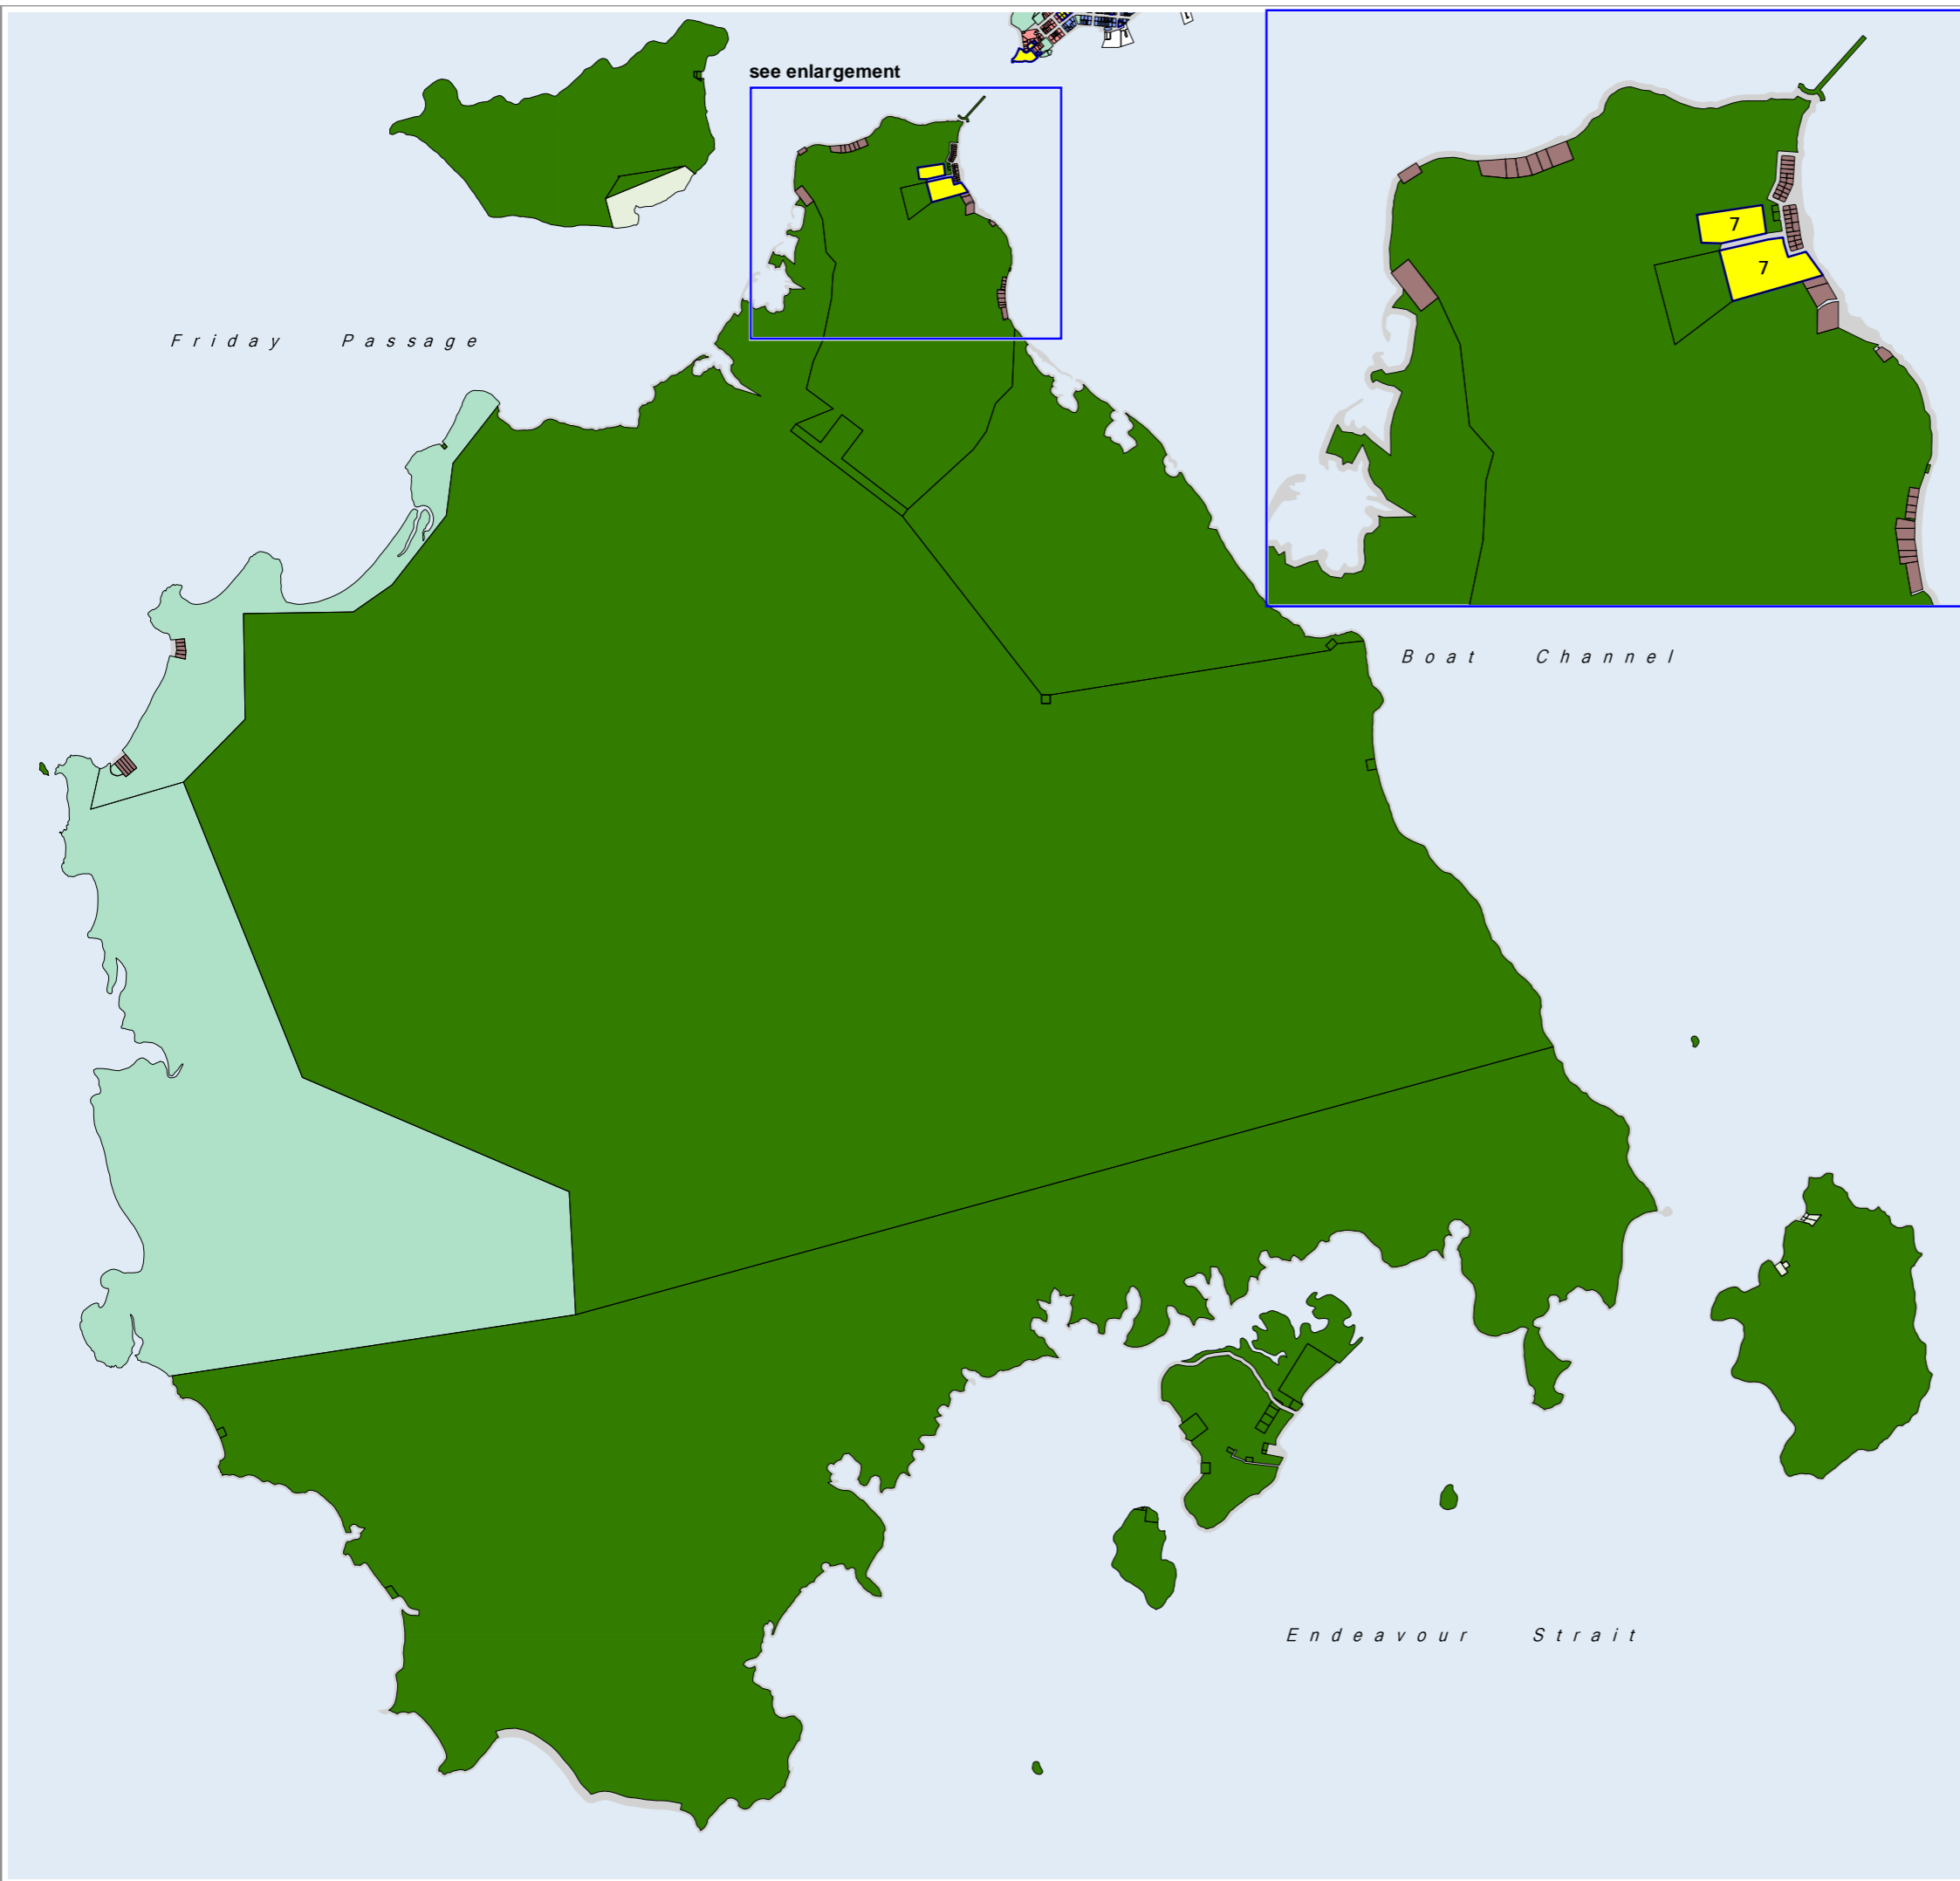 see enlargement
7
7
Friday Passage
Boat Channel
Endeavour Strait